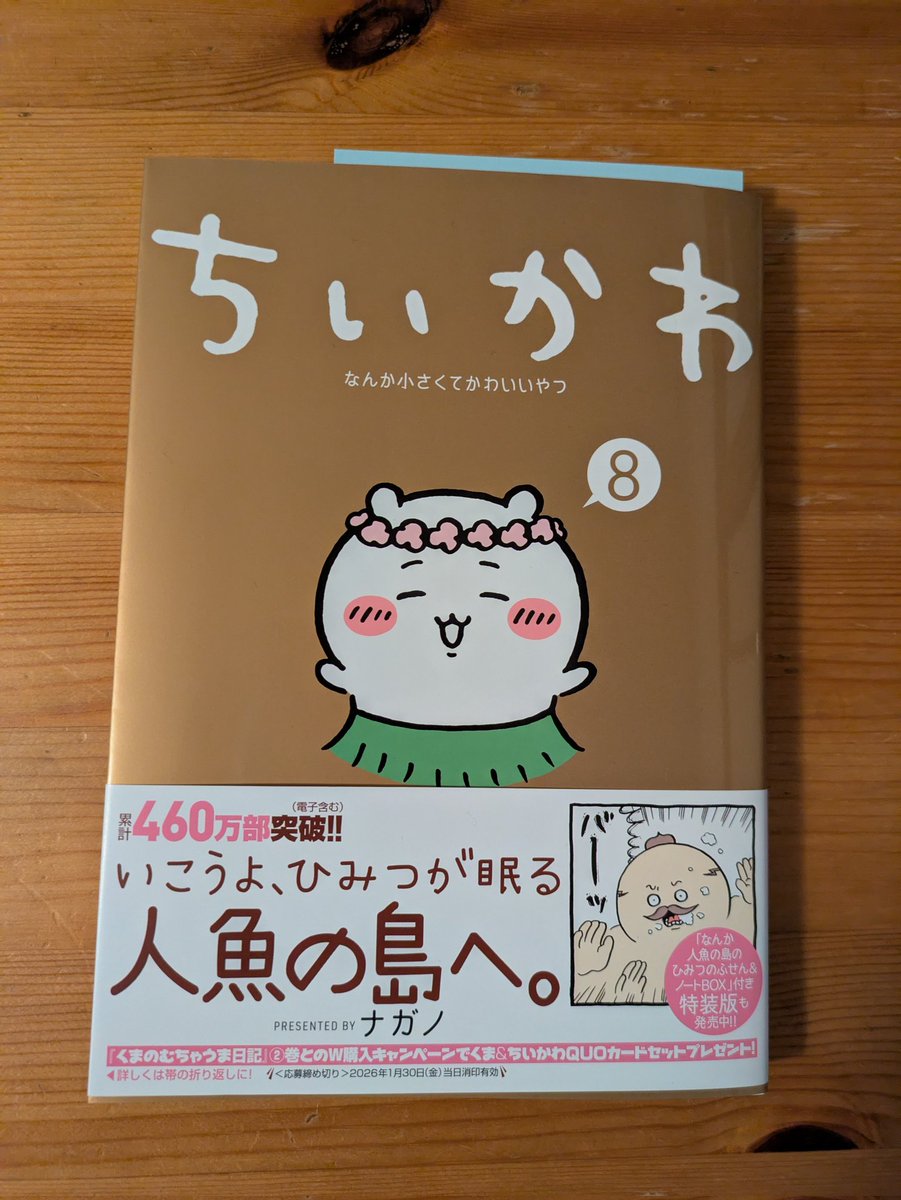 ちいかわ
なんか小さくてかわいいやつ
8
累計460万部突破!!
(電子含む)
いこうよ、ひみつが眠る
人魚の島へ。
PRESENTED BY ナガノ
バーッ
「なんか
人魚の島の
ひみつのふせん&
ノートBOX」付き
特装版も
発売中!!
『くまのむちゃうま日記』②巻とのW購入キャンペーンでくま&ちいかわQUOカードセットプレゼント!
◀詳しくは帯の折り返しに! <応募締め切り>2026年1月30日(金)当日消印有効